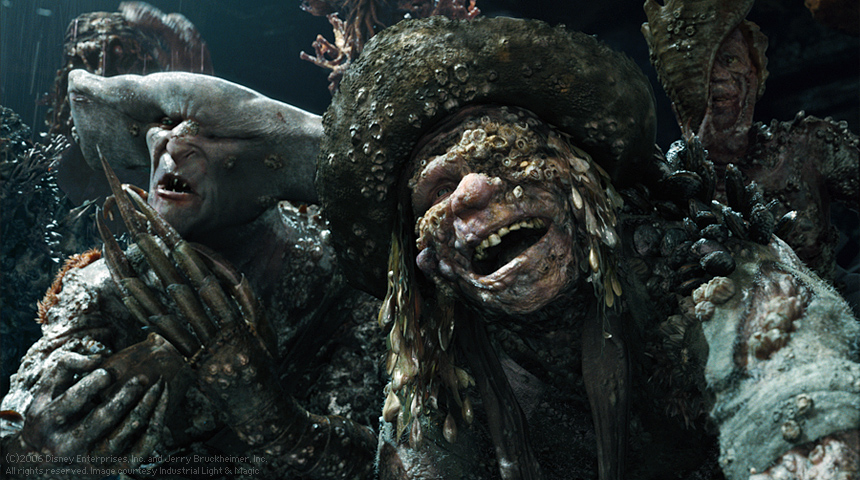 (C)2006 Disney Enterprises, Inc. and Jerry Bruckheimer, Inc.
All rights reserved. Image courtesy Industrial Light & Magic